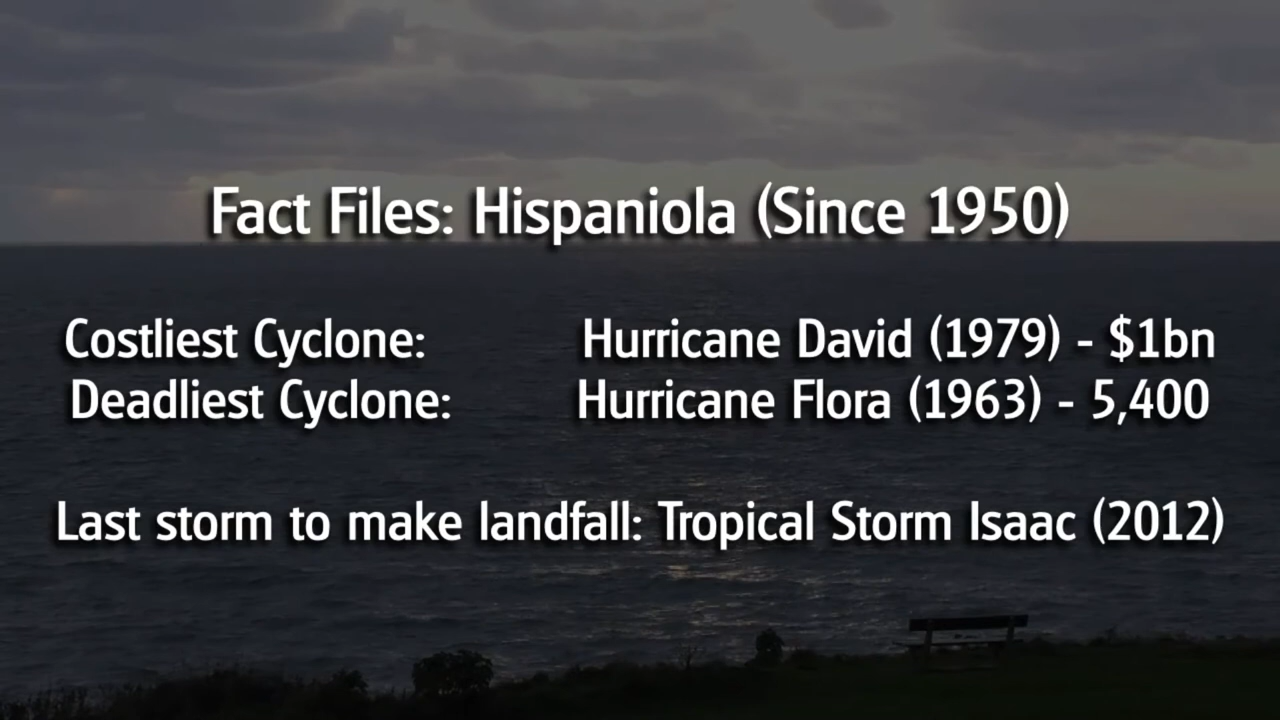 Fact Files: Hispaniola (Since 1950)
Costliest Cyclone: Hurricane David (1979) - $1bn
Deadliest Cyclone: Hurricane Flora (1963) - 5,400
Last storm to make landfall: Tropical Storm Isaac (2012)